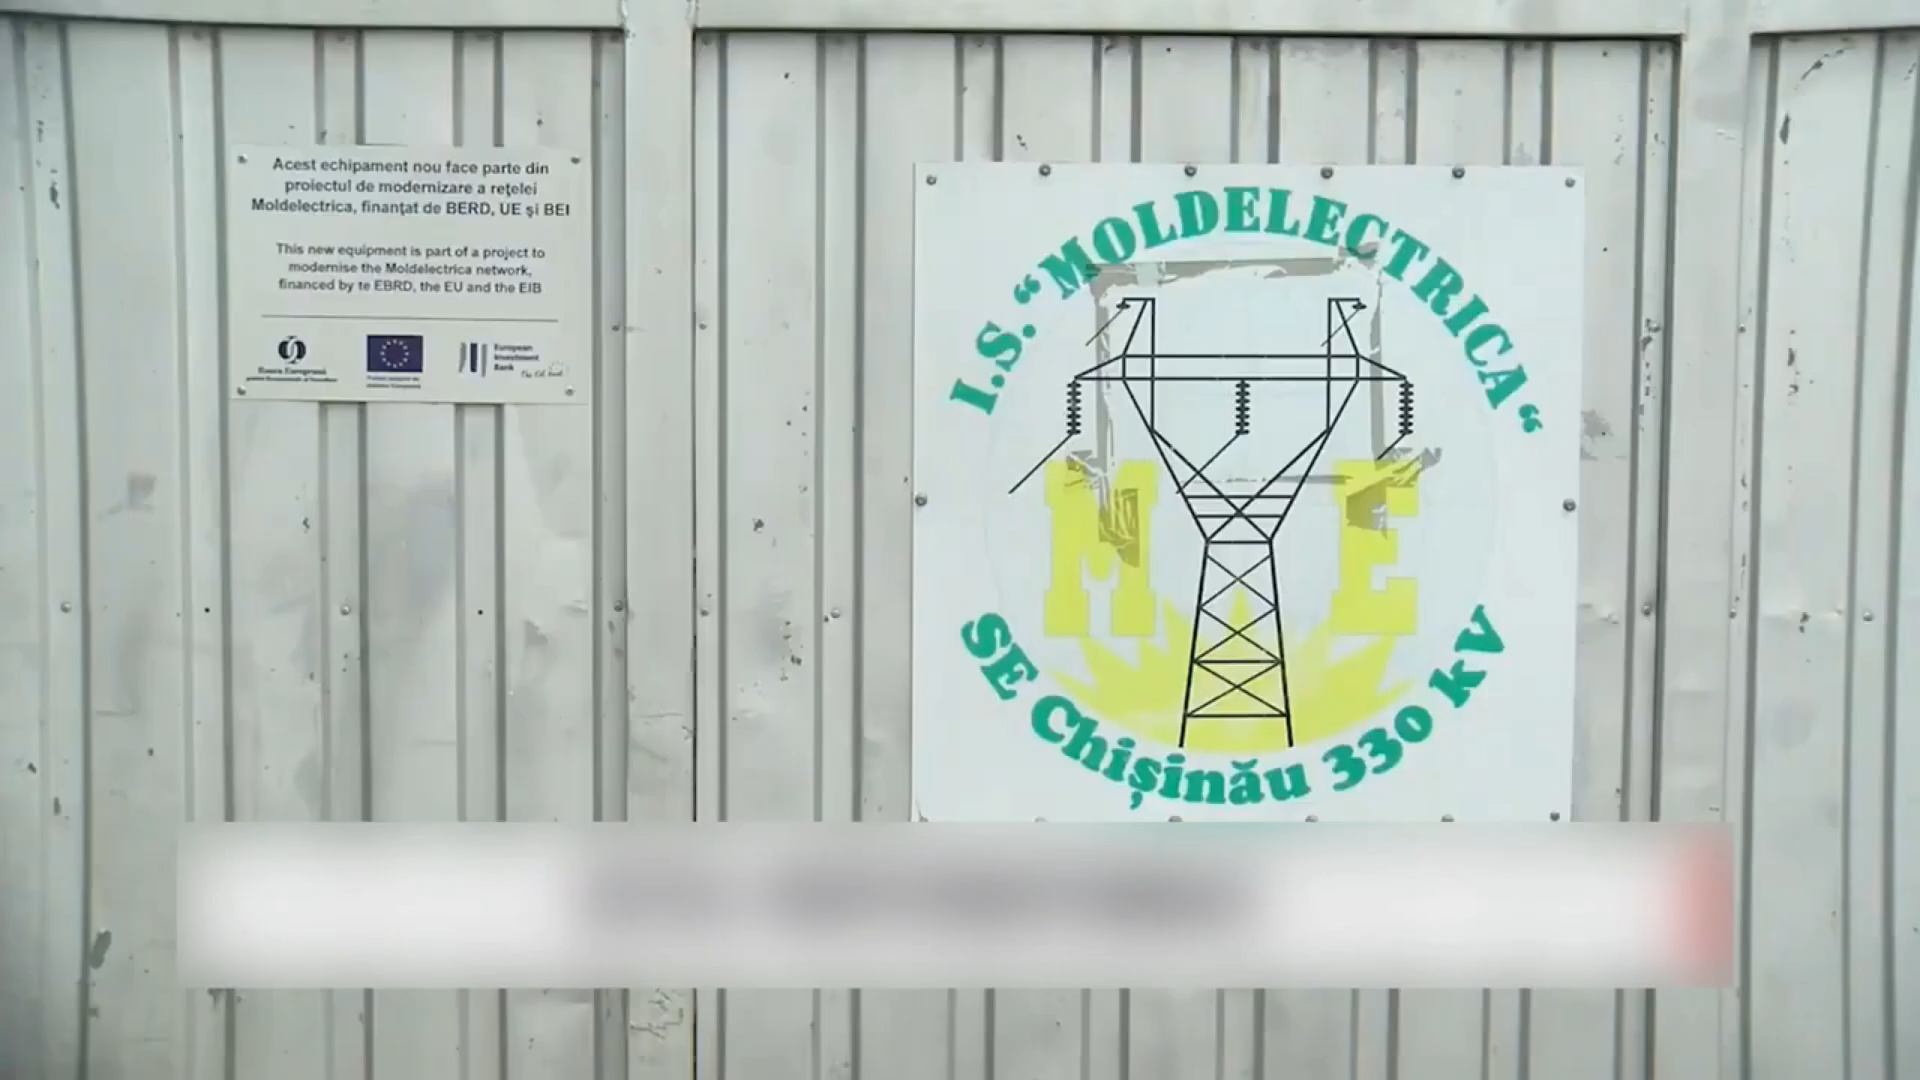 Acest echipament nou face parte din
proiectul de modernizare a rețelei
Moldelectrica, finanțat de BERD, UE și BEI
This new equipment is part of a project to
modernise the Moldelectrica network,
financed by te EBRD, the EU and the EIB
European
Investment
Bank
I.S. “MOLDELECTRICA“
M E
SE Chișinău 330 kV